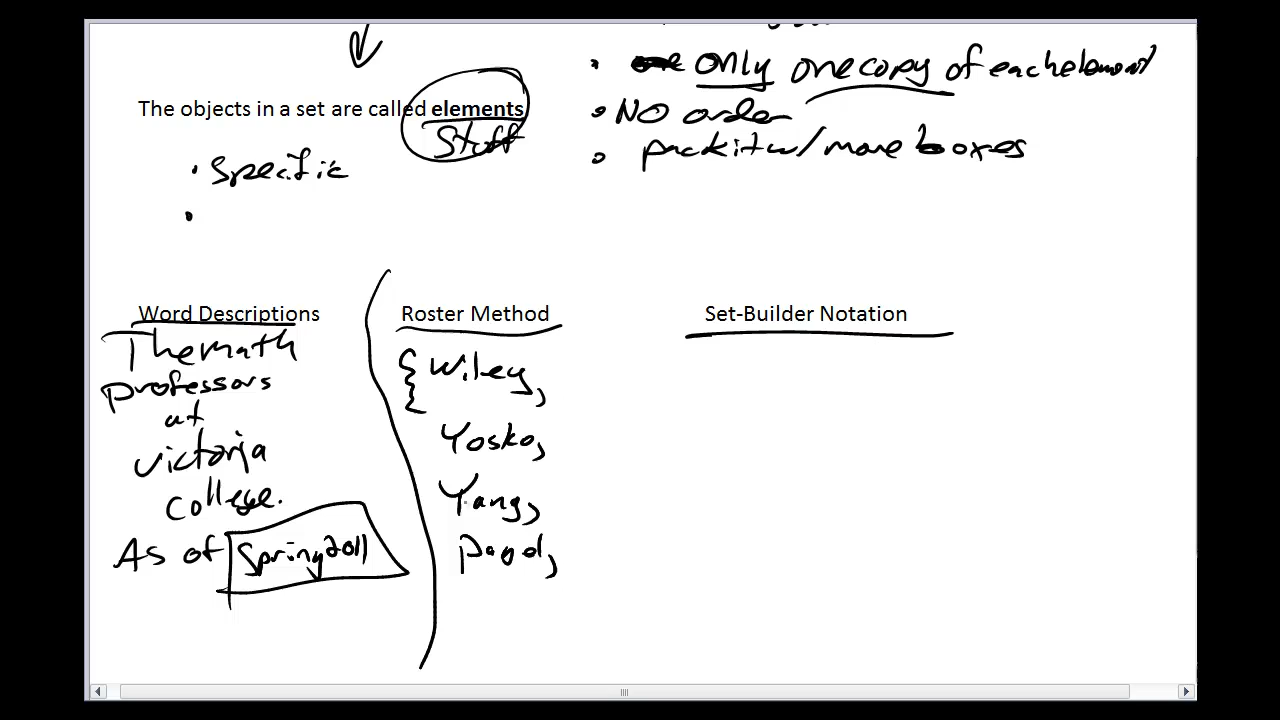 only one copy of each element
The objects in a set are called elements
• NO order
Stuff
• pack it w/ more boxes
• Specific
•
Word Descriptions
Roster Method
Set-Builder Notation
The math
professors
at
Victoria
College.
As of Spring 2011
{ Wiley,
Yosko,
Yang,